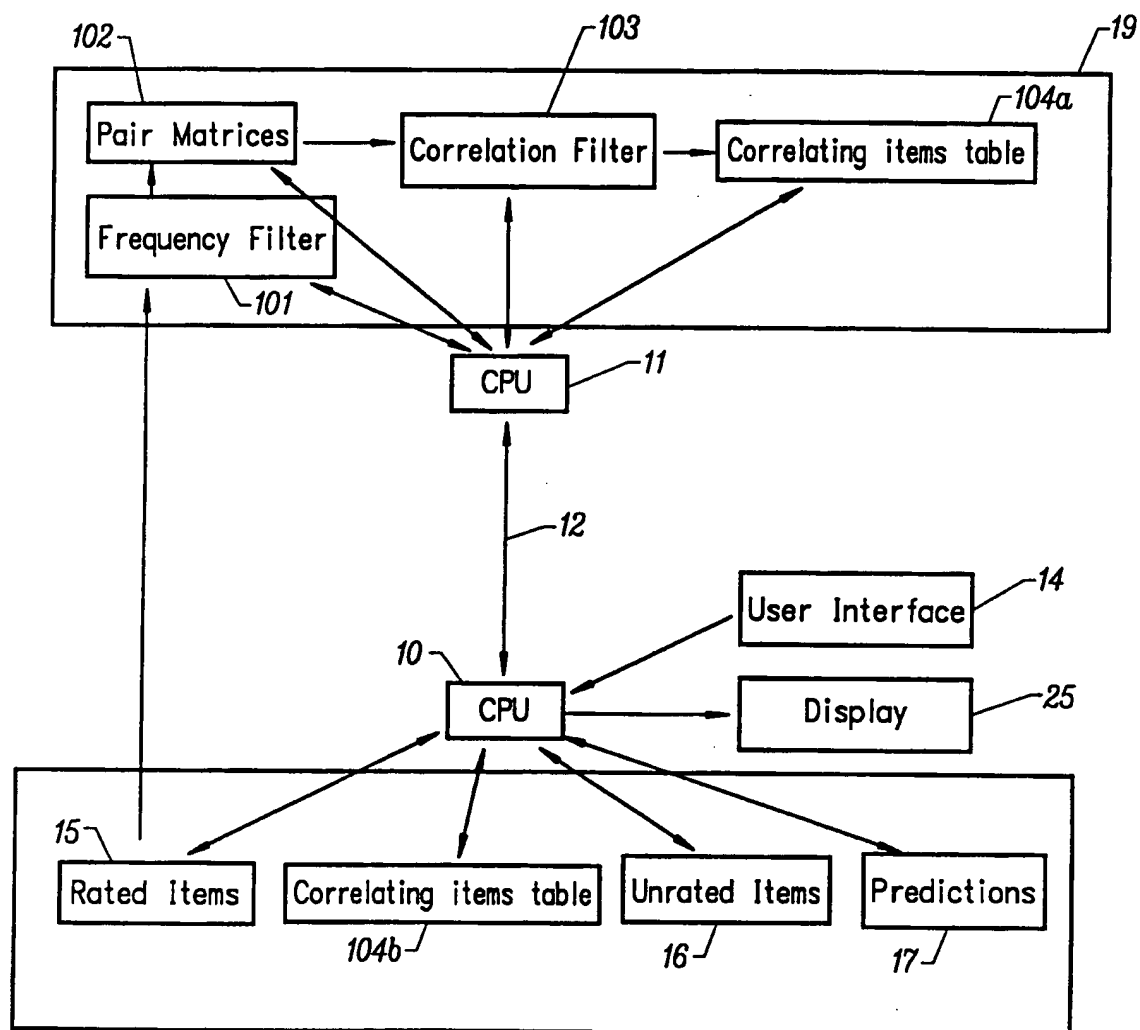 102
103
19
104a
Pair Matrices
Correlation Filter
Correlating items table
Frequency Filter
101
CPU
11
12
User Interface
14
10
CPU
Display
25
15
Rated Items
Correlating items table
Unrated Items
Predictions
104b
16
17